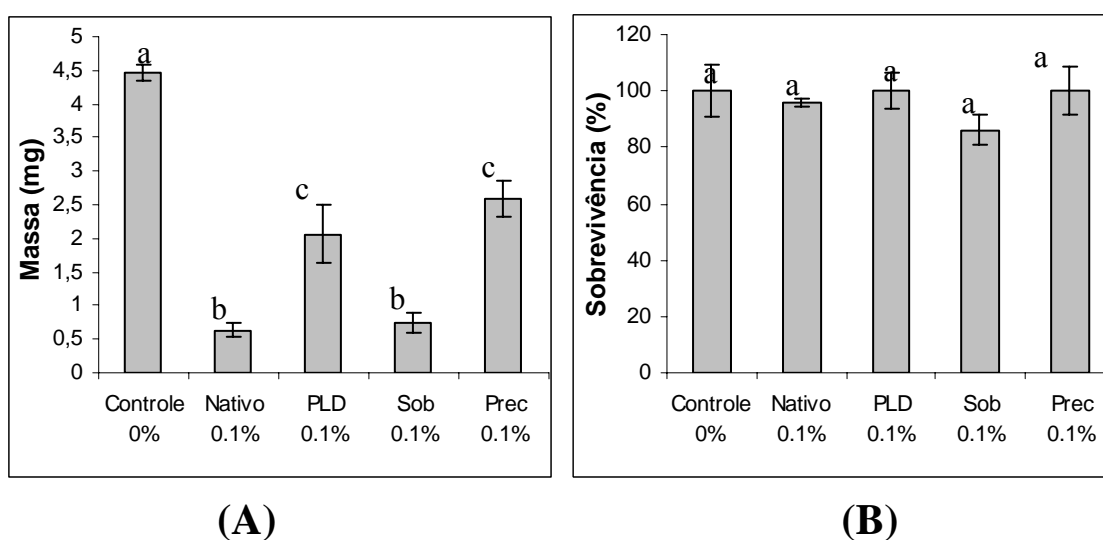 5
4,5
4
3,5
3
2,5
2
1,5
1
0,5
0
Massa (mg)
a
b
c
b
c
Controle Nativo PLD Sob Prec
0% 0.1% 0.1% 0.1% 0.1%
(A)
120
100
80
60
40
20
0
Sobrevivência (%)
a
a
a
a
a
Controle Nativo PLD Sob Prec
0% 0.1% 0.1% 0.1% 0.1%
(B)